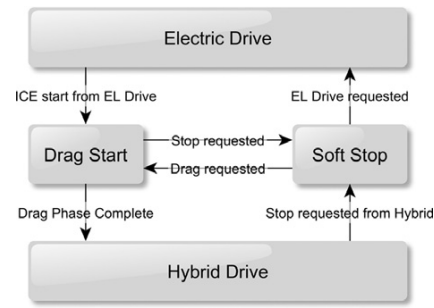 Electric Drive
ICE start from EL Drive
EL Drive requested
Drag Start
Stop requested
Drag requested
Soft Stop
Drag Phase Complete
Stop requested from Hybrid
Hybrid Drive